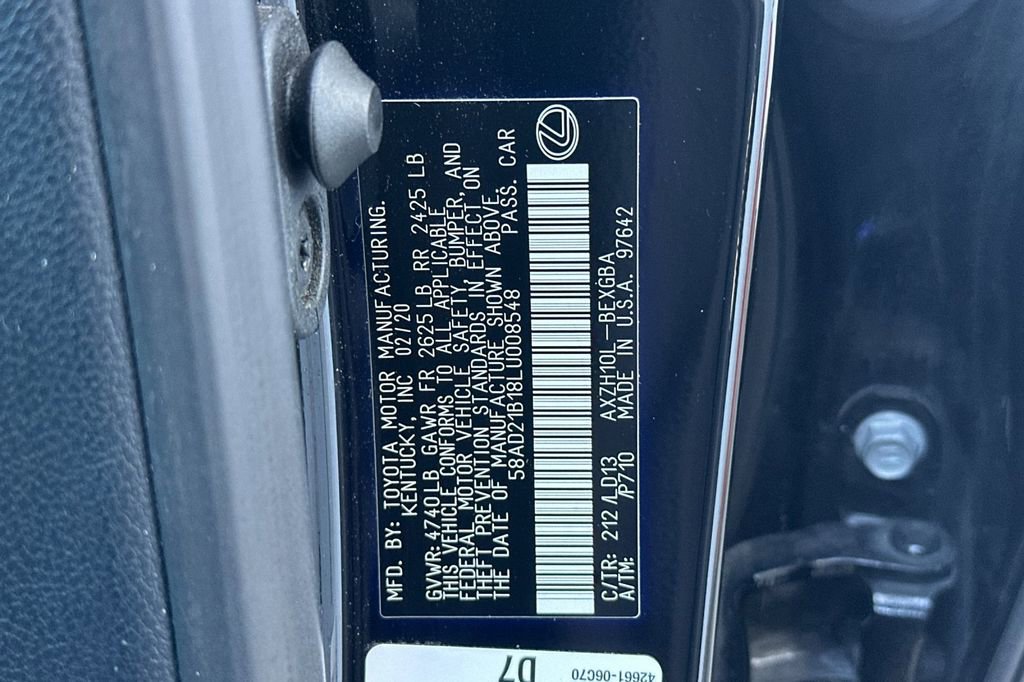 MFD. BY: TOYOTA MOTOR MANUFACTURING.
KENTUCKY, INC 02/20
GVWR: 4740LB GAWR FR 2625LB RR 2425 LB
THIS VEHICLE CONFORMS TO ALL APPLICABLE
FEDERAL MOTOR VEHICLE SAFETY, BUMPER, AND
THEFT PREVENTION STANDARDS IN EFFECT ON
THE DATE OF MANUFACTURE SHOWN ABOVE.
58AD21B18LU008548 PASS. CAR
C/TR: 212 /LD13 AXZH10L-BEXGBA
A/TM: /P710 MADE IN U.S.A. 97642
D7
42661-06C70